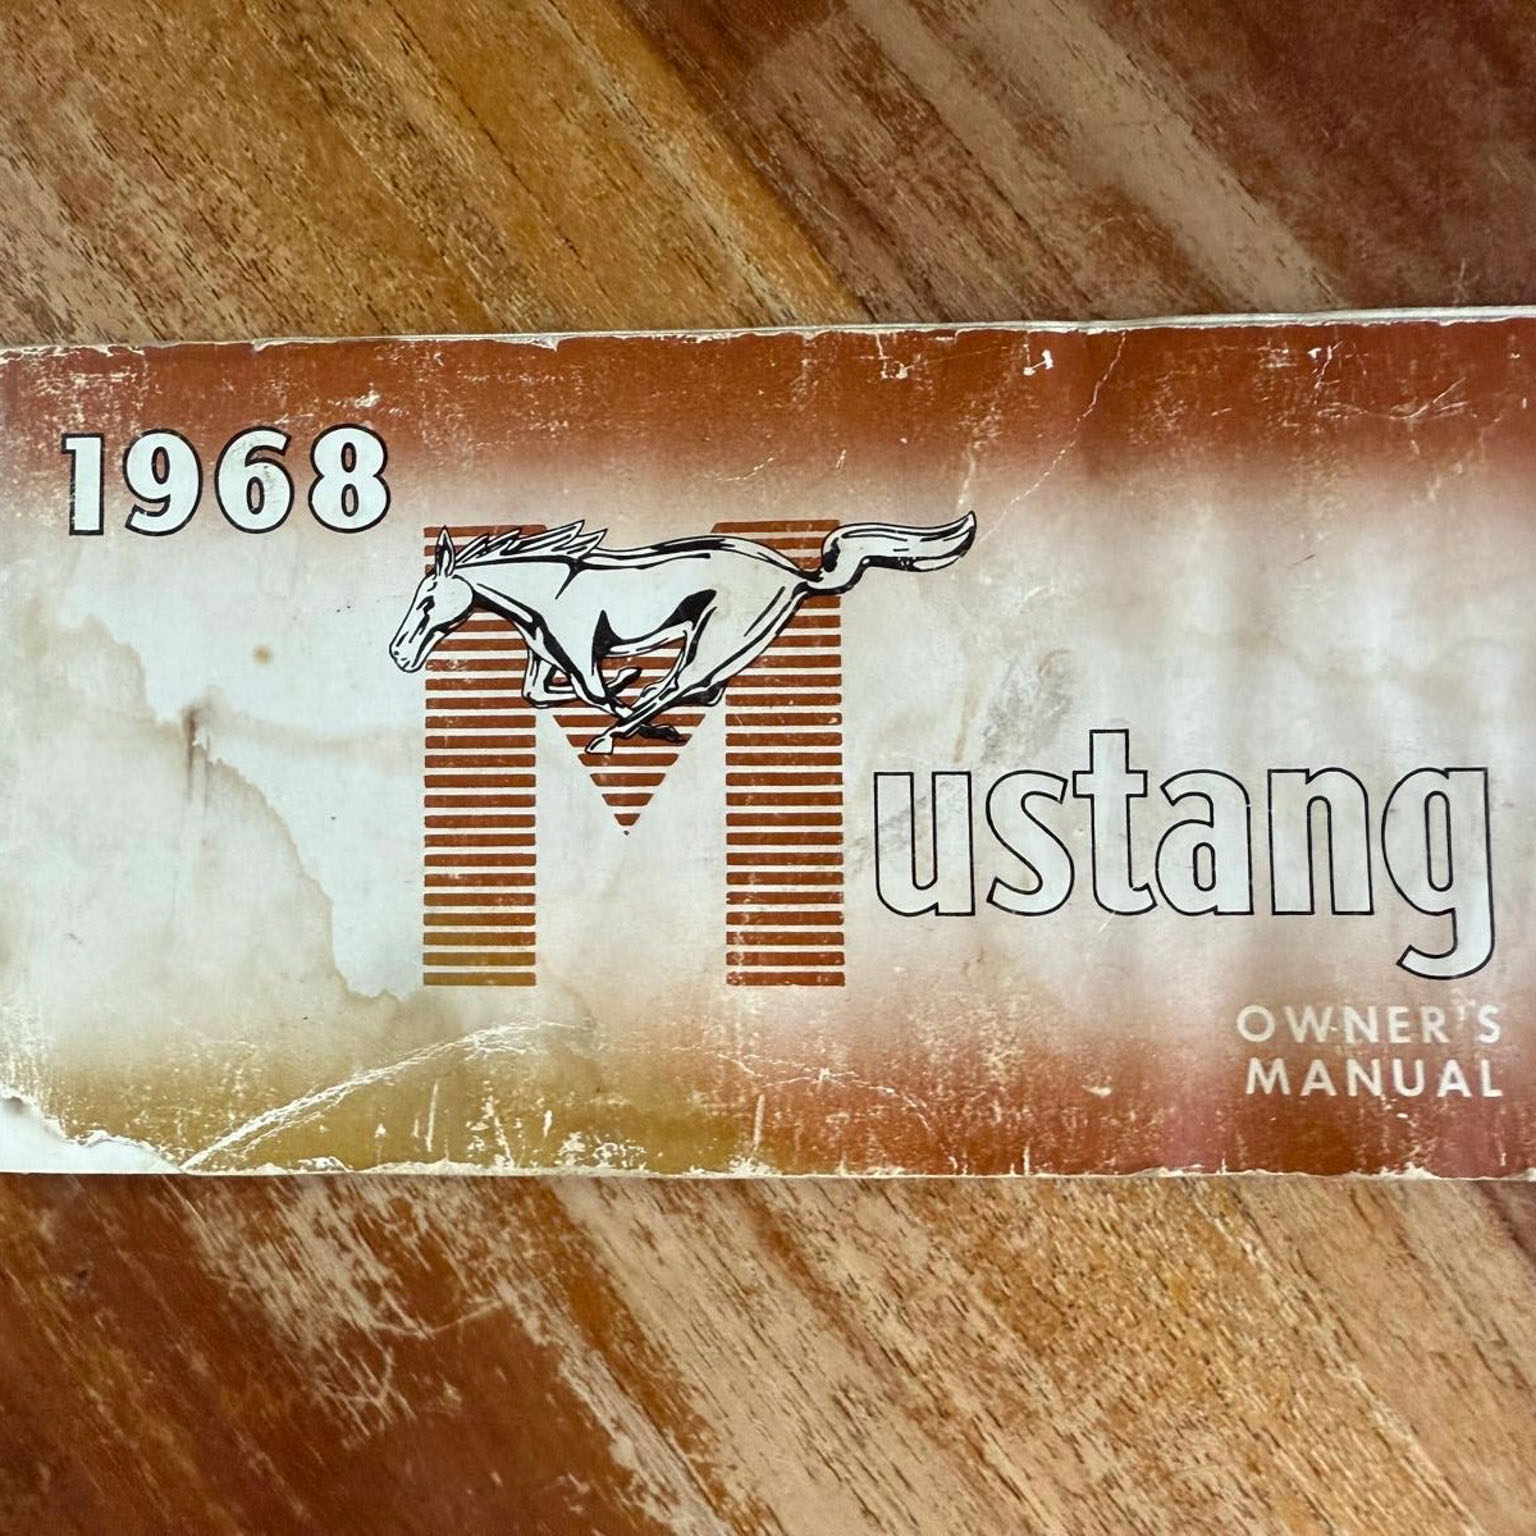 1968
Mustang
OWNER'S
MANUAL